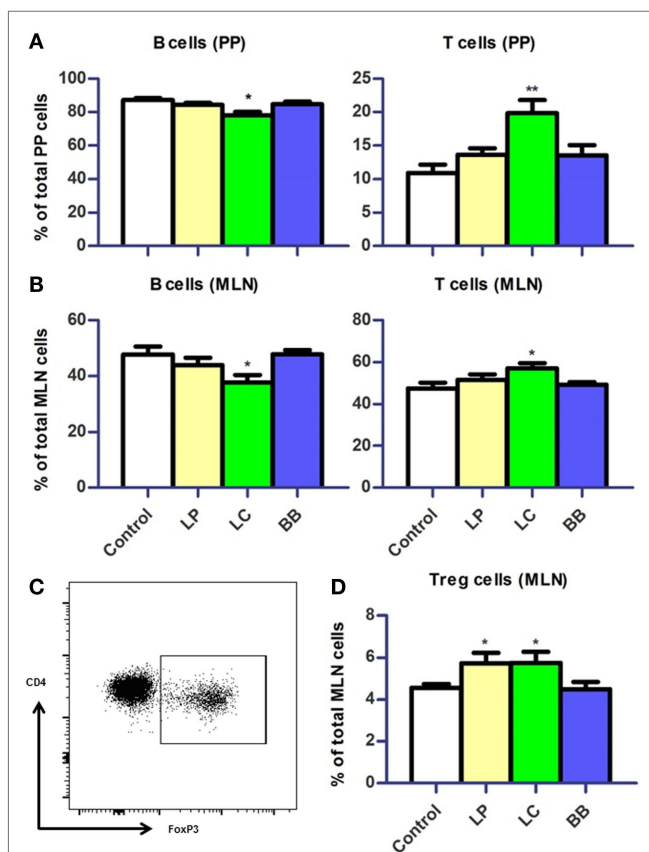 A
B cells (PP)
T cells (PP)
% of total PP cells
100
80
60
40
20
0
*
25
20
15
10
5
0
**
B
B cells (MLN)
T cells (MLN)
% of total MLN cells
60
40
20
0
*
80
60
40
20
0
*
Control
LP
LC
BB
Control
LP
LC
BB
C
CD4
FoxP3
D
Treg cells (MLN)
% of total MLN cells
8
6
4
2
0
*
*
Control
LP
LC
BB